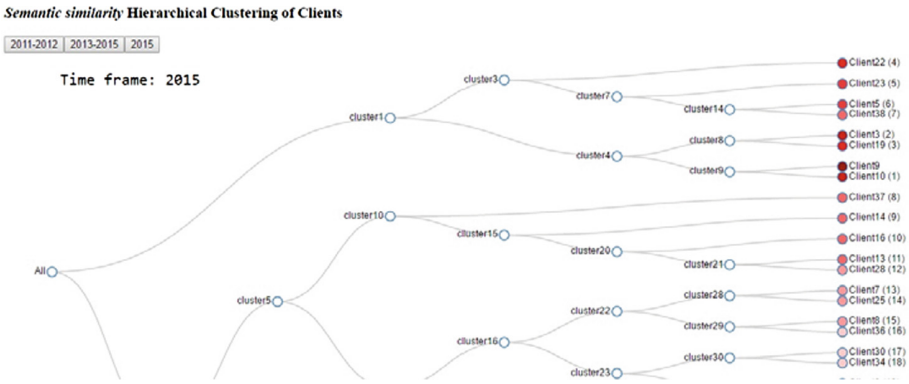 Semantic similarity Hierarchical Clustering of Clients
2011-2012 2013-2015 2015
Time frame: 2015
Client22 (4)
cluster3
Client23 (5)
cluster7
Client5 (6)
cluster14
Client38 (7)
cluster1
Client3 (2)
cluster8
Client19 (3)
cluster4
Client9
cluster9
Client10 (1)
Client37 (8)
cluster10
Client14 (9)
cluster15
Client16 (10)
cluster20
Client13 (11)
cluster21
Client28 (12)
All
Client7 (13)
cluster28
Client25 (14)
cluster5
cluster22
Client8 (15)
cluster29
Client36 (16)
cluster16
Client30 (17)
cluster30
Client34 (18)
cluster23